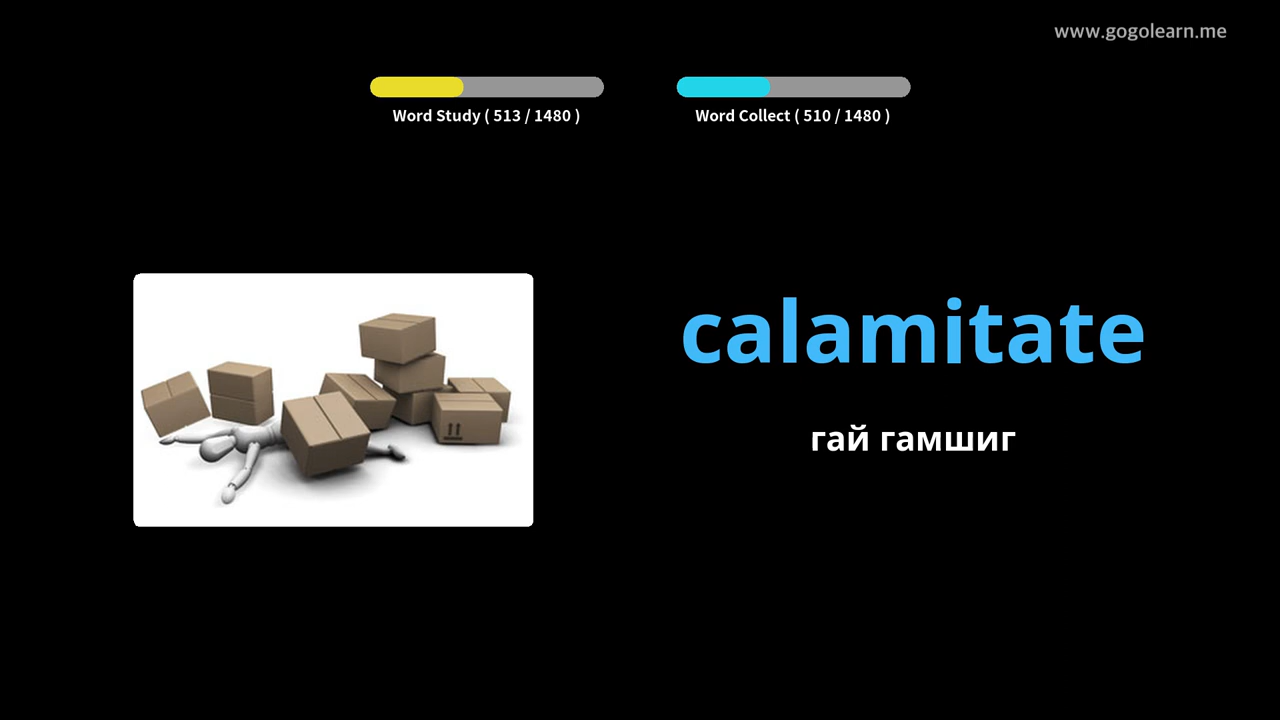 www.gogolearn.me
Word Study ( 513 / 1480 )
Word Collect ( 510 / 1480 )
calamitate
гай гамшиг